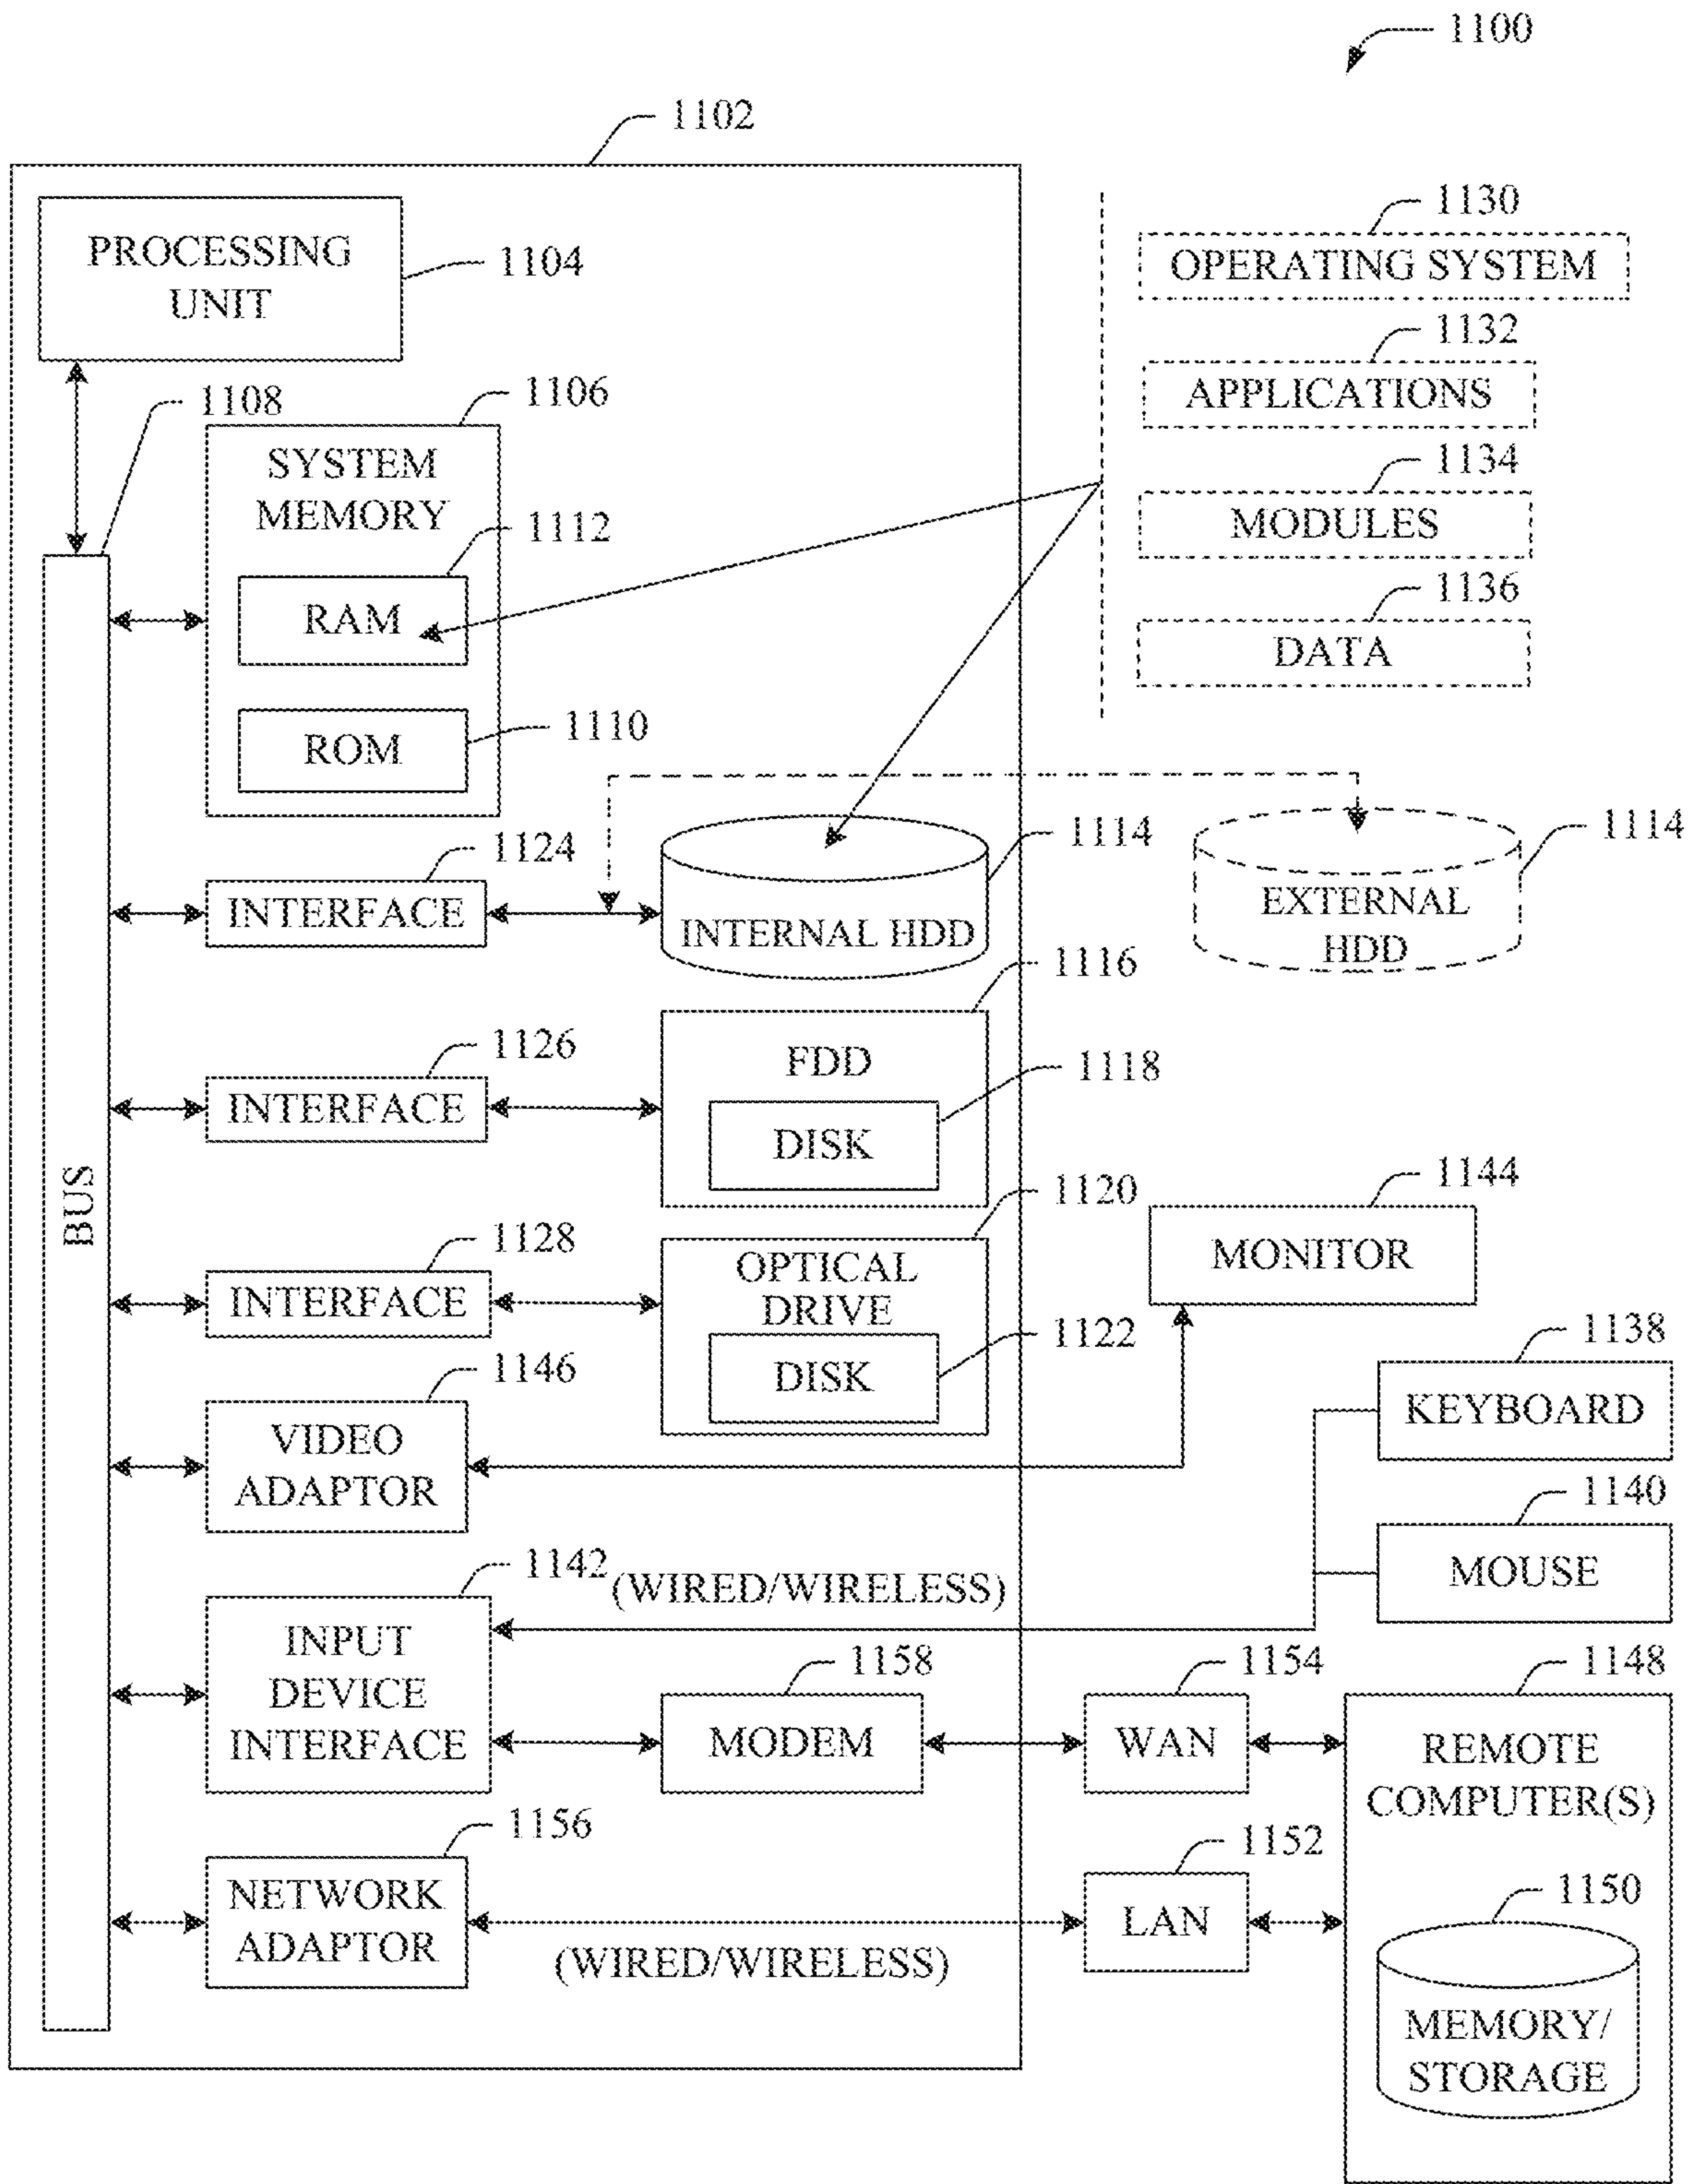 1100
1102
PROCESSING
UNIT
1104
1130
OPERATING SYSTEM
1132
APPLICATIONS
1134
MODULES
1136
DATA
1108
1106
SYSTEM
MEMORY
1112
RAM
1110
ROM
1124
INTERFACE
1114
INTERNAL HDD
1114
EXTERNAL
HDD
1126
INTERFACE
1116
FDD
1118
DISK
BUS
1128
INTERFACE
1120
OPTICAL
DRIVE
1122
DISK
1144
MONITOR
1146
VIDEO
ADAPTOR
1138
KEYBOARD
1140
MOUSE
1142
(WIRED/WIRELESS)
INPUT
DEVICE
INTERFACE
1158
MODEM
1154
WAN
1148
REMOTE
COMPUTER(S)
1156
NETWORK
ADAPTOR
(WIRED/WIRELESS)
1152
LAN
1150
MEMORY/
STORAGE